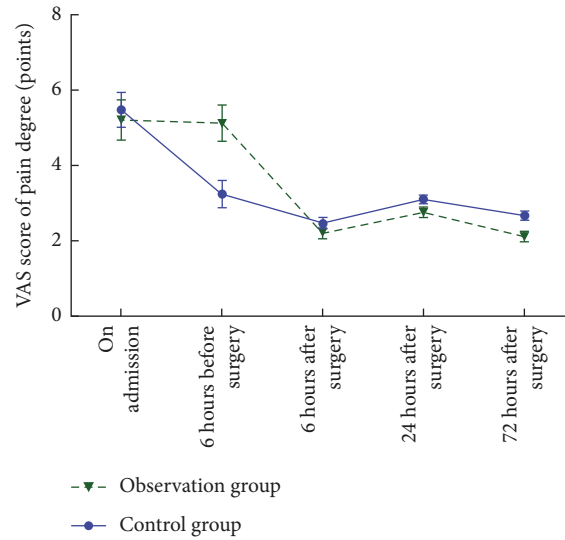 VAS score of pain degree (points)
8
6
4
2
0
On
admission
6 hours before
surgery
6 hours after
surgery
24 hours after
surgery
72 hours after
surgery
Observation group
Control group